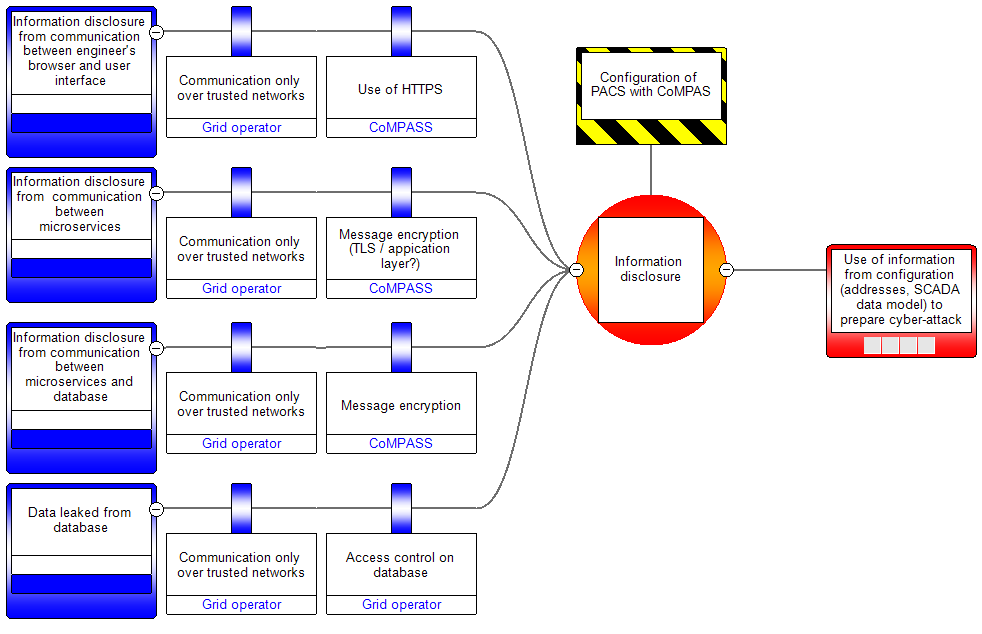 Information disclosure
from communication
between engineer's
browser and user
interface
Communication only
over trusted networks
Grid operator
Use of HTTPS
CoMPASS
Configuration of
PACS with CoMPAS
Information disclosure
from  communication
between
microservices
Communication only
over trusted networks
Grid operator
Message encryption
(TLS / appication
layer?)
CoMPASS
Information
disclosure
Use of information
from configuration
(addresses, SCADA
data model) to
prepare cyber-attack
Information disclosure
from communication
between
microservices and
database
Communication only
over trusted networks
Grid operator
Message encryption
CoMPASS
Data leaked from
database
Communication only
over trusted networks
Grid operator
Access control on
database
Grid operator